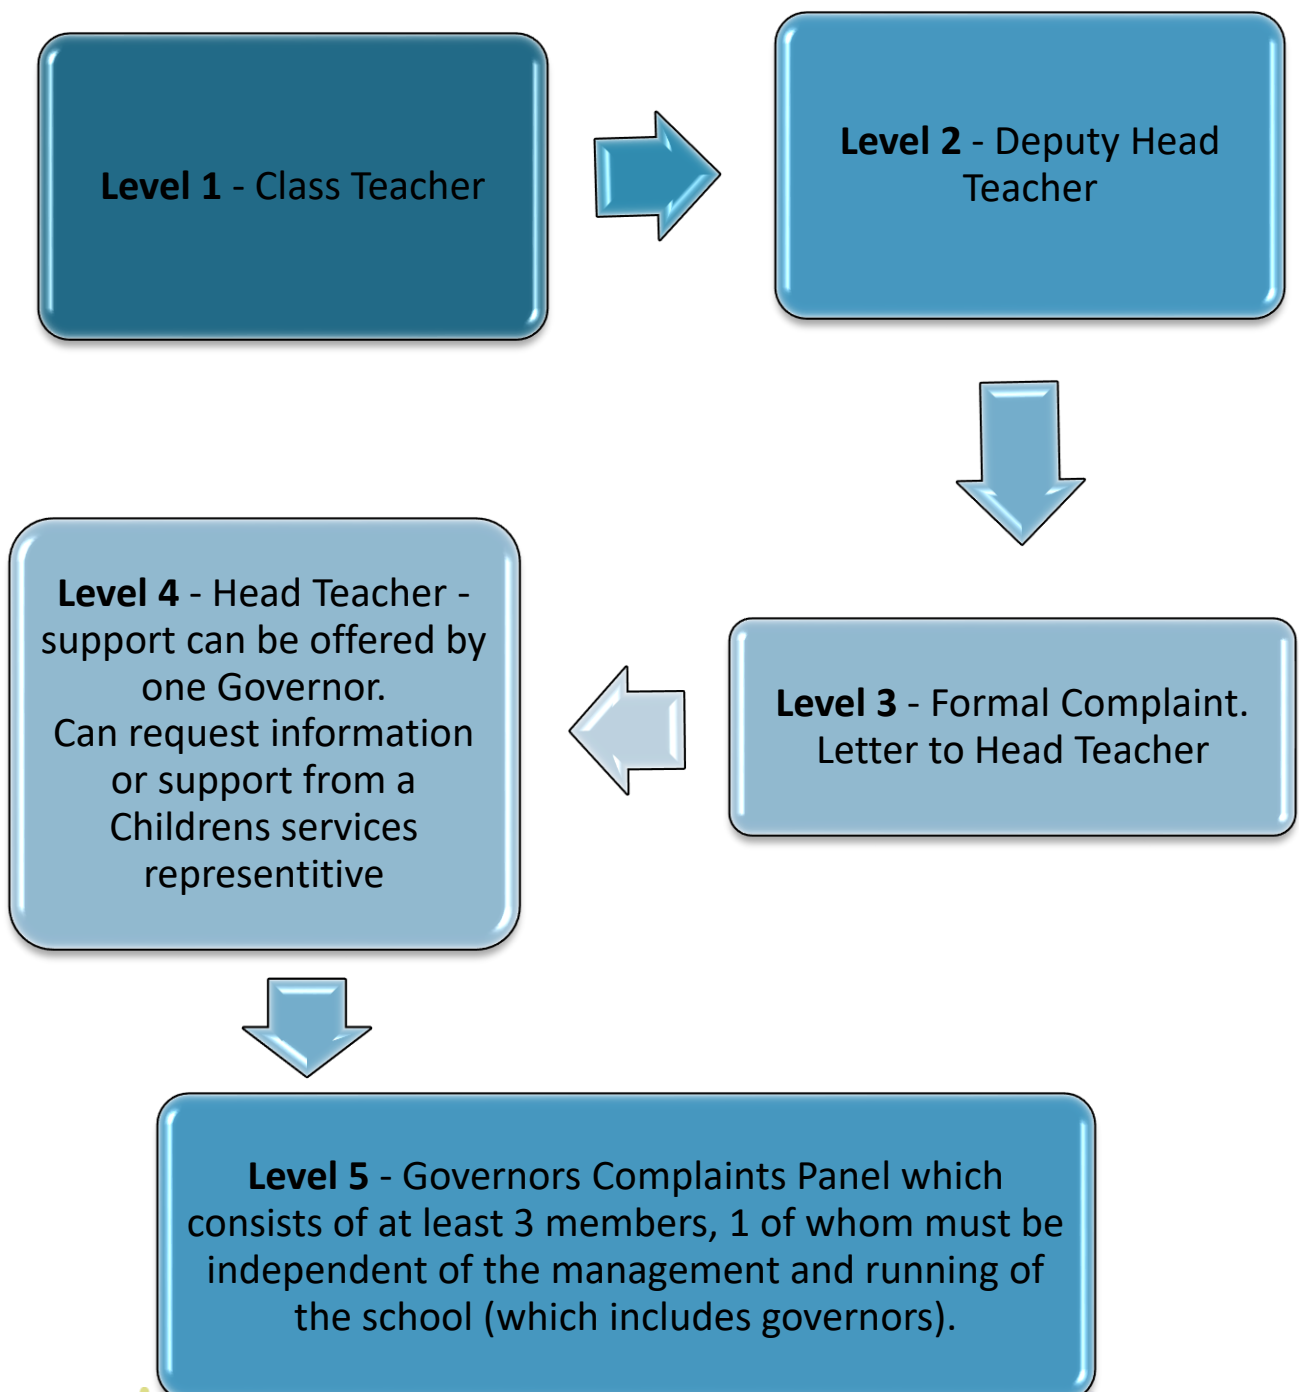 Level 1 - Class Teacher
Level 2 - Deputy Head
Teacher
Level 3 - Formal Complaint.
Letter to Head Teacher
Level 4 - Head Teacher -
support can be offered by
one Governor.
Can request information
or support from a
Childrens services
representitive
Level 5 - Governors Complaints Panel which
consists of at least 3 members, 1 of whom must be
independent of the management and running of
the school (which includes governors).